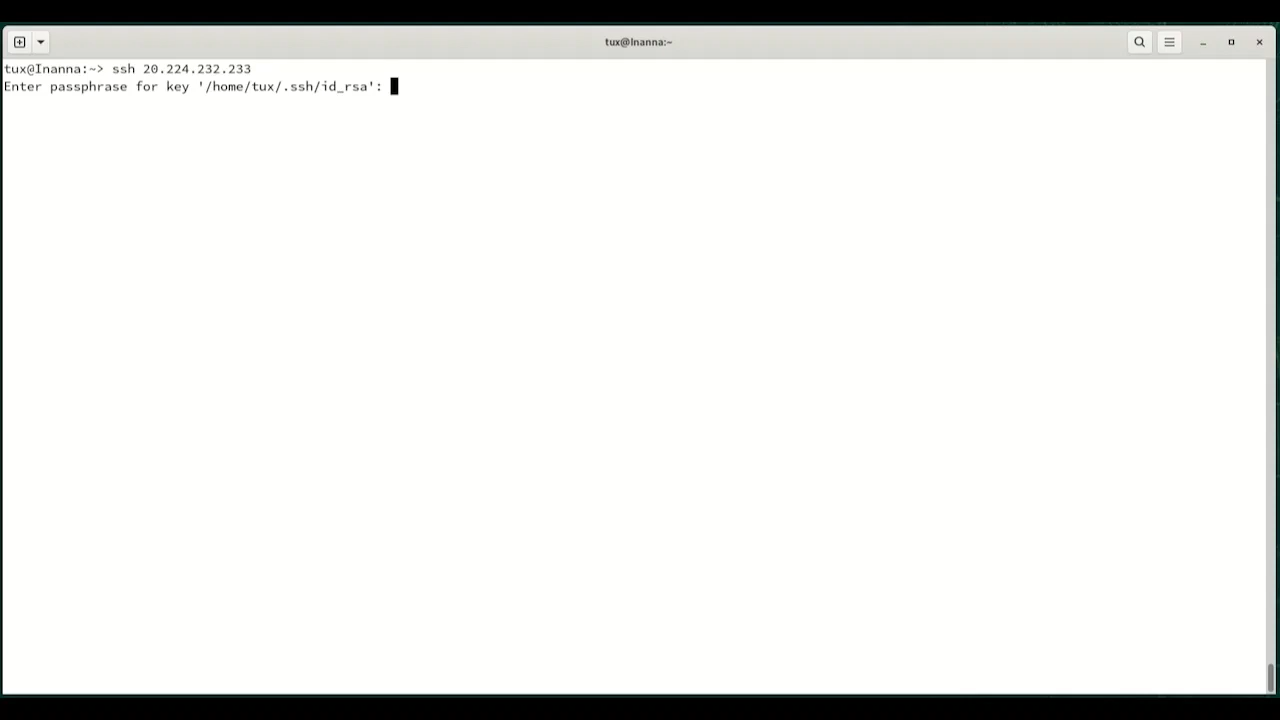 tux@Inanna:~
tux@Inanna:~> ssh 20.224.232.233
Enter passphrase for key '/home/tux/.ssh/id_rsa':